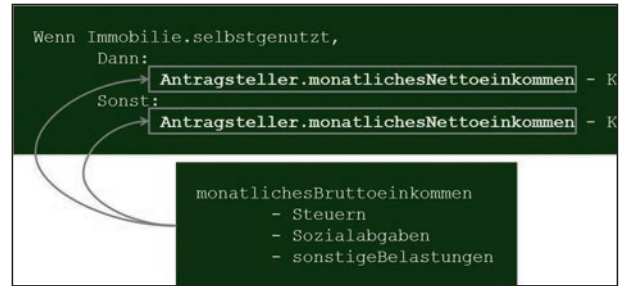 Wenn Immobilie.selbstgenutzt,
Dann:
Antragsteller.monatlichesNettoeinkommen - K
Sonst:
Antragsteller.monatlichesNettoeinkommen - K
monatlichesBruttoeinkommen
- Steuern
- Sozialabgaben
- sonstigeBelastungen